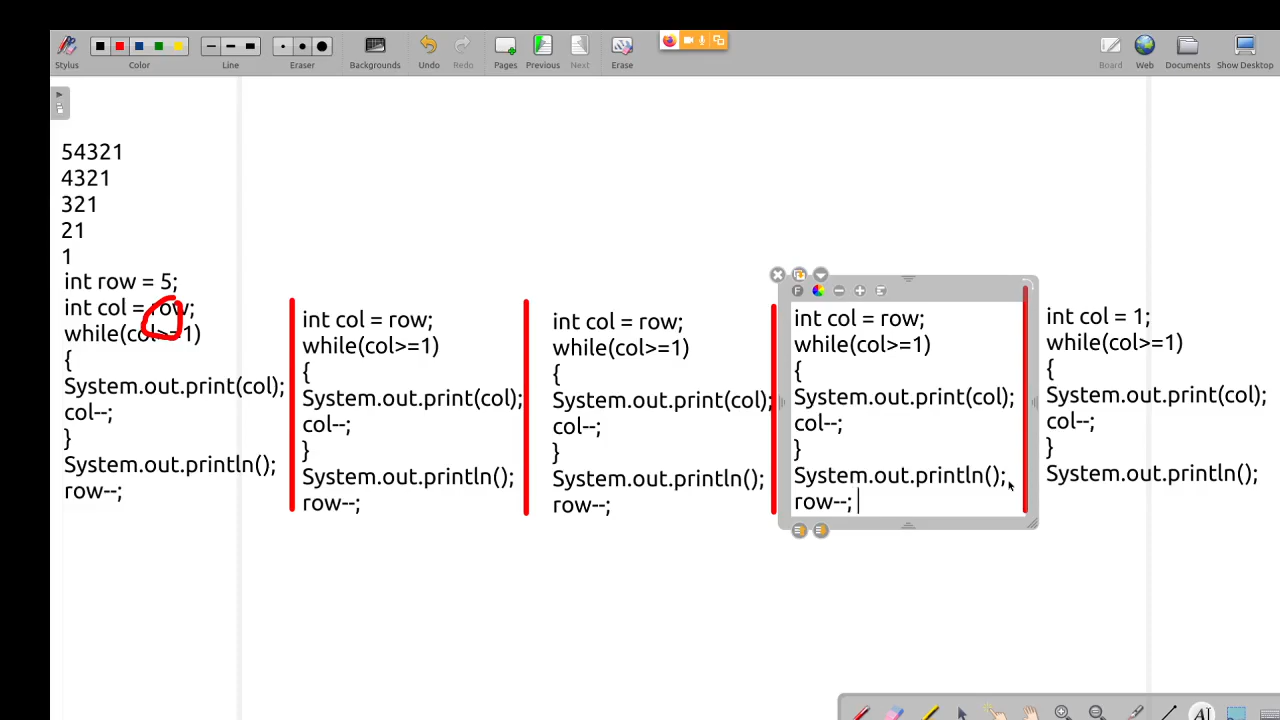 Stylus
Color
Line
Eraser
Backgrounds
Undo
Redo
Pages
Previous
Next
Erase
Board
Web
Documents
Show Desktop
54321
4321
321
21
1
int row = 5;
int col = row;
while(col>=1)
{
System.out.print(col);
col--;
}
System.out.println();
row--;
int col = row;
while(col>=1)
{
System.out.print(col);
col--;
}
System.out.println();
row--;
int col = row;
while(col>=1)
{
System.out.print(col);
col--;
}
System.out.println();
row--;
F
int col = row;
while(col>=1)
{
System.out.print(col);
col--;
}
System.out.println();
row--;
int col = 1;
while(col>=1)
{
System.out.print(col);
col--;
}
System.out.println();
AI